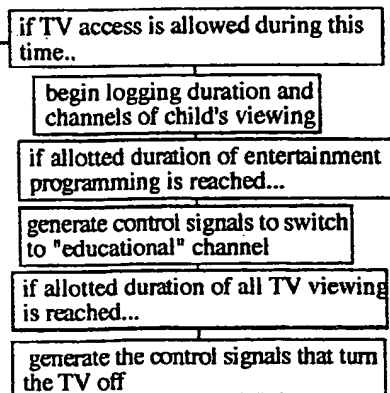 if TV access is allowed during this
time..
begin logging duration and
channels of child's viewing
if allotted duration of entertainment
programming is reached...
generate control signals to switch
to "educational" channel
if allotted duration of all TV viewing
is reached...
generate the control signals that turn
the TV off